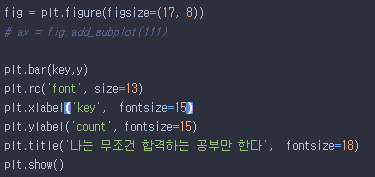 fig = plt.figure(figsize=(17, 8))
# ax = fig.add_subplot(111)
plt.bar(key,y)
plt.rc('font', size=13)
plt.xlabel('key',  fontsize=15)
plt.ylabel('count', fontsize=15)
plt.title('나는 무조건 합격하는 공부만 한다',  fontsize=18)
plt.show()